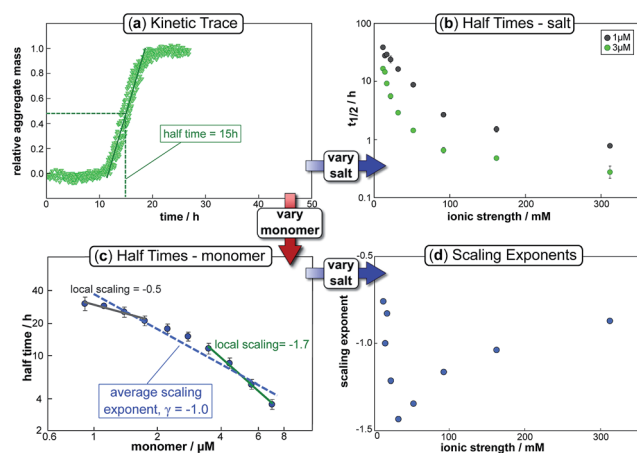 (a) Kinetic Trace
relative aggregate mass
1.0
0.8
0.6
0.4
0.2
0.0
half time = 15h
0
10
20
30
40
50
time / h
(b) Half Times - salt
t1/2 / h
100
10
1
0.1
1µM
3µM
0
100
200
300
ionic strength / mM
vary
salt
vary
monomer
vary
salt
(c) Half Times - monomer
half time / h
40
20
10
4
2
local scaling = -0.5
local scaling= -1.7
average scaling
exponent, γ = -1.0
0.6
1
2
4
8
monomer / µM
(d) Scaling Exponents
scaling exponent
-0.5
-1.0
-1.5
0
100
200
300
ionic strength / mM